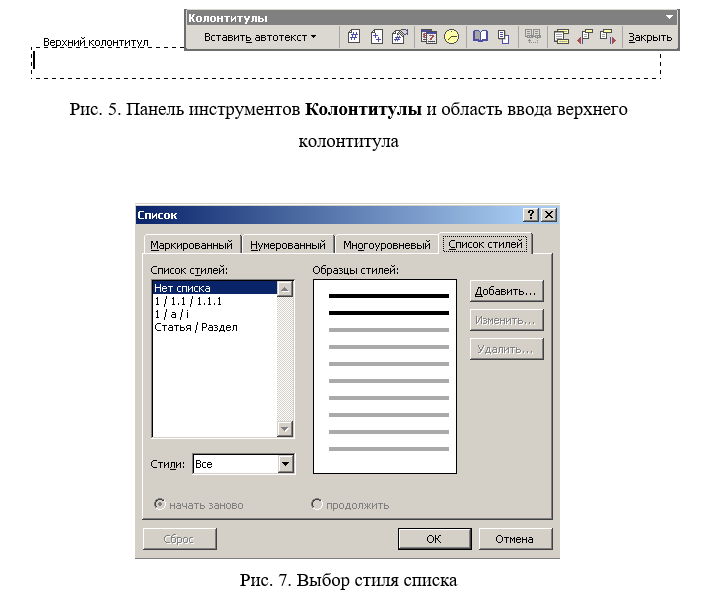 Колонтитулы
Вставить автотекст
Закрыть
Верхний колонтитул
Рис. 5. Панель инструментов Колонтитулы и область ввода верхнего
колонтитула
Список
Маркированный Нумерованный Многоуровневый Список стилей
Список стилей: Образцы стилей:
Нет списка
1 / 1.1 / 1.1.1
1 / a / i
Статья / Раздел
Добавить...
Изменить...
Удалить...
Стили: Все
начать заново продолжить
Сброс ОК Отмена
Рис. 7. Выбор стиля списка